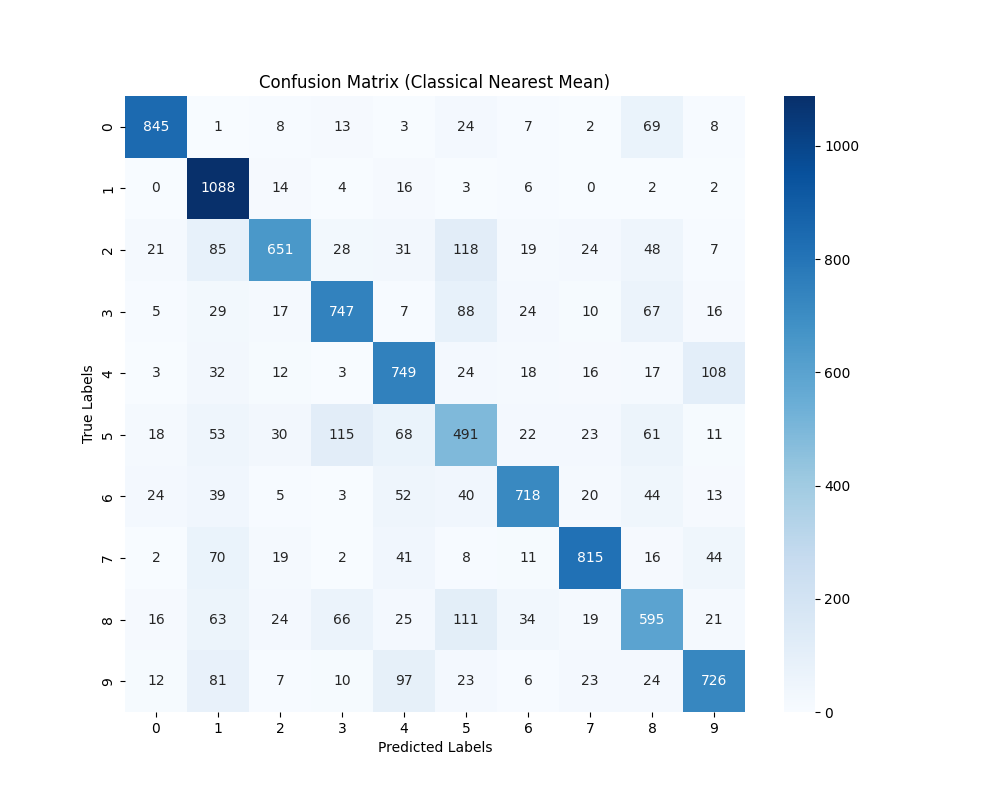 Confusion Matrix (Classical Nearest Mean)
0 845 1 8 13 3 24 7 2 69 8
1 0 1088 14 4 16 3 6 0 2 2
2 21 85 651 28 31 118 19 24 48 7
3 5 29 17 747 7 88 24 10 67 16
4 3 32 12 3 749 24 18 16 17 108
5 18 53 30 115 68 491 22 23 61 11
6 24 39 5 3 52 40 718 20 44 13
7 2 70 19 2 41 8 11 815 16 44
8 16 63 24 66 25 111 34 19 595 21
9 12 81 7 10 97 23 6 23 24 726
True Labels
0 1 2 3 4 5 6 7 8 9
Predicted Labels
1000
800
600
400
200
0